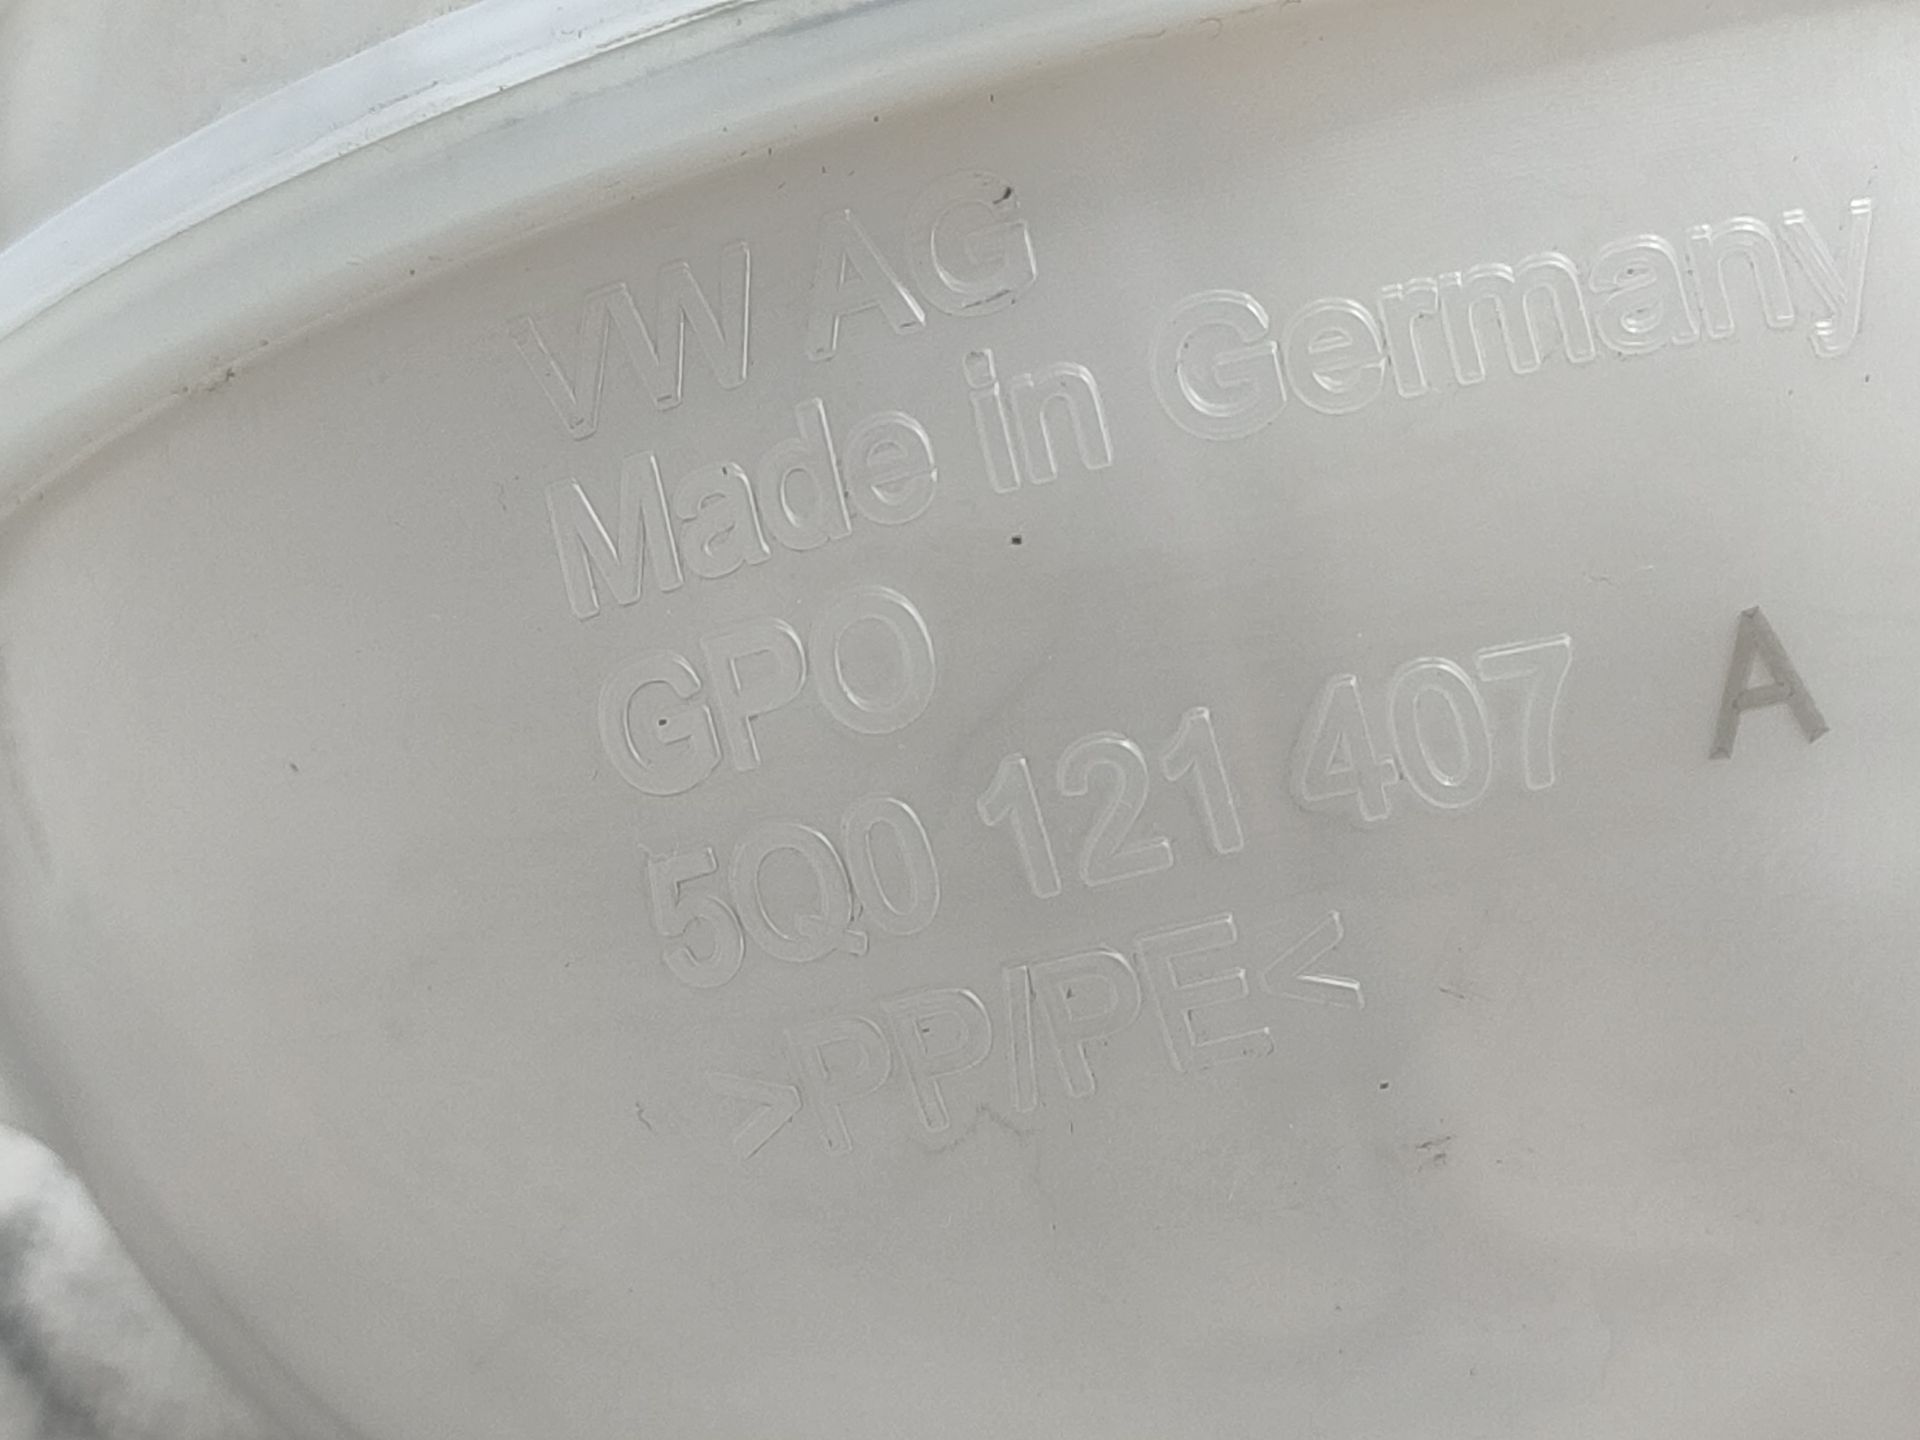 VW AG
Made in Germany
GPO
5Q0 121 407 A
>PP/PE<